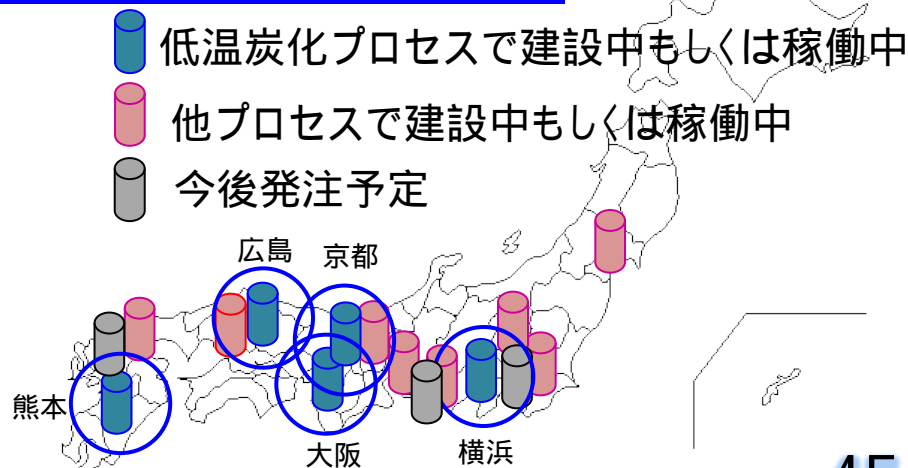 低温炭化プロセスで建設中もしくは稼働中
他プロセスで建設中もしくは稼働中
今後発注予定
広島
京都
熊本
大阪
横浜
45